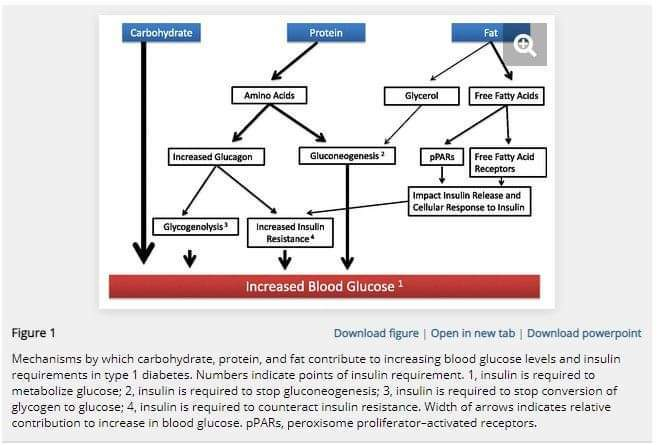 Carbohydrate
Protein
Fat
Amino Acids
Glycerol
Free Fatty Acids
Increased Glucagon
Gluconeogenesis 2
pPARs
Free Fatty Acid
Receptors
Impact Insulin Release and
Cellular Response to Insulin
Glycogenolysis 3
Increased Insulin
Resistance 4
Increased Blood Glucose 1
Figure 1
Download figure | Open in new tab | Download powerpoint
Mechanisms by which carbohydrate, protein, and fat contribute to increasing blood glucose levels and insulin
requirements in type 1 diabetes. Numbers indicate points of insulin requirement. 1, insulin is required to
metabolize glucose; 2, insulin is required to stop gluconeogenesis; 3, insulin is required to stop conversion of
glycogen to glucose; 4, insulin is required to counteract insulin resistance. Width of arrows indicates relative
contribution to increase in blood glucose. pPARs, peroxisome proliferator–activated receptors.